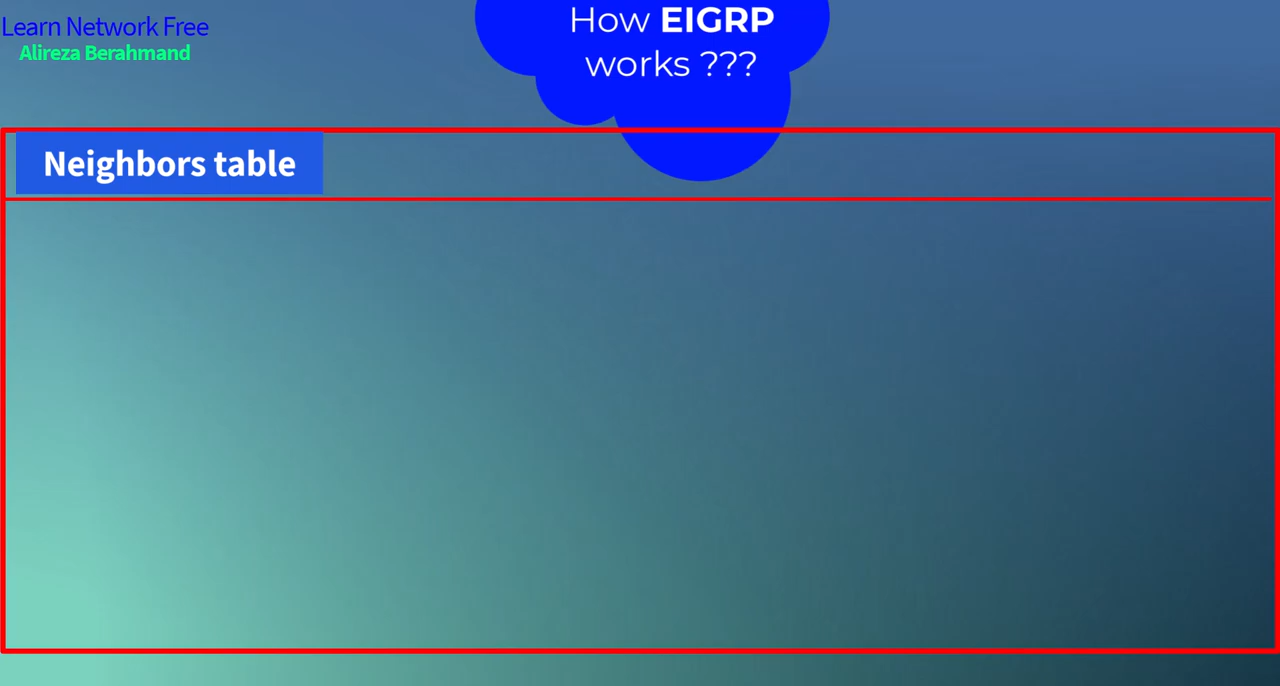 Learn Network Free
Alireza Berahmand
How EIGRP
works ???
Neighbors table